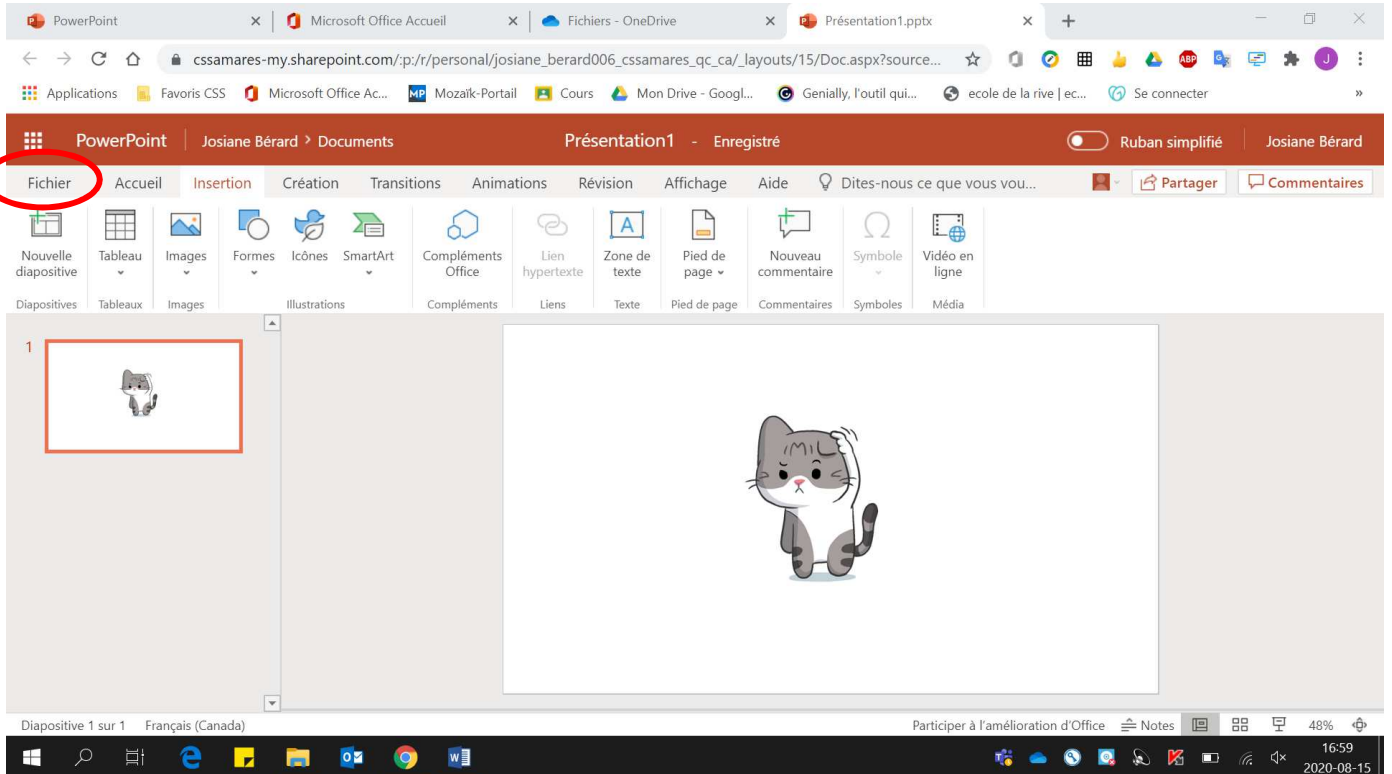 PowerPoint Microsoft Office Accueil Fichiers - OneDrive Présentation1.pptx
cssamares-my.sharepoint.com/:p:/r/personal/josiane_berard006_cssamares_qc_ca/_layouts/15/Doc.aspx?source... ABP J
Applications Favoris CSS Microsoft Office Ac... MP Mozaïk-Portail Cours Mon Drive - Googl... Genially, l'outil qui... ecole de la rive | ec... Se connecter »
PowerPoint Josiane Bérard > Documents Présentation1 - Enregistré Ruban simplifié Josiane Bérard
Fichier Accueil Insertion Création Transitions Animations Révision Affichage Aide Dites-nous ce que vous vou... Partager Commentaires
Nouvelle diapositive Tableau Images Formes Icônes SmartArt Compléments Office Lien hypertexte Zone de texte Pied de page Nouveau commentaire Symbole Vidéo en ligne
Diapositives Tableaux Images Illustrations Compléments Liens Texte Pied de page Commentaires Symboles Média
1
Diapositive 1 sur 1 Français (Canada) Participer à l'amélioration d'Office Notes 48%
16:59
2020-08-15